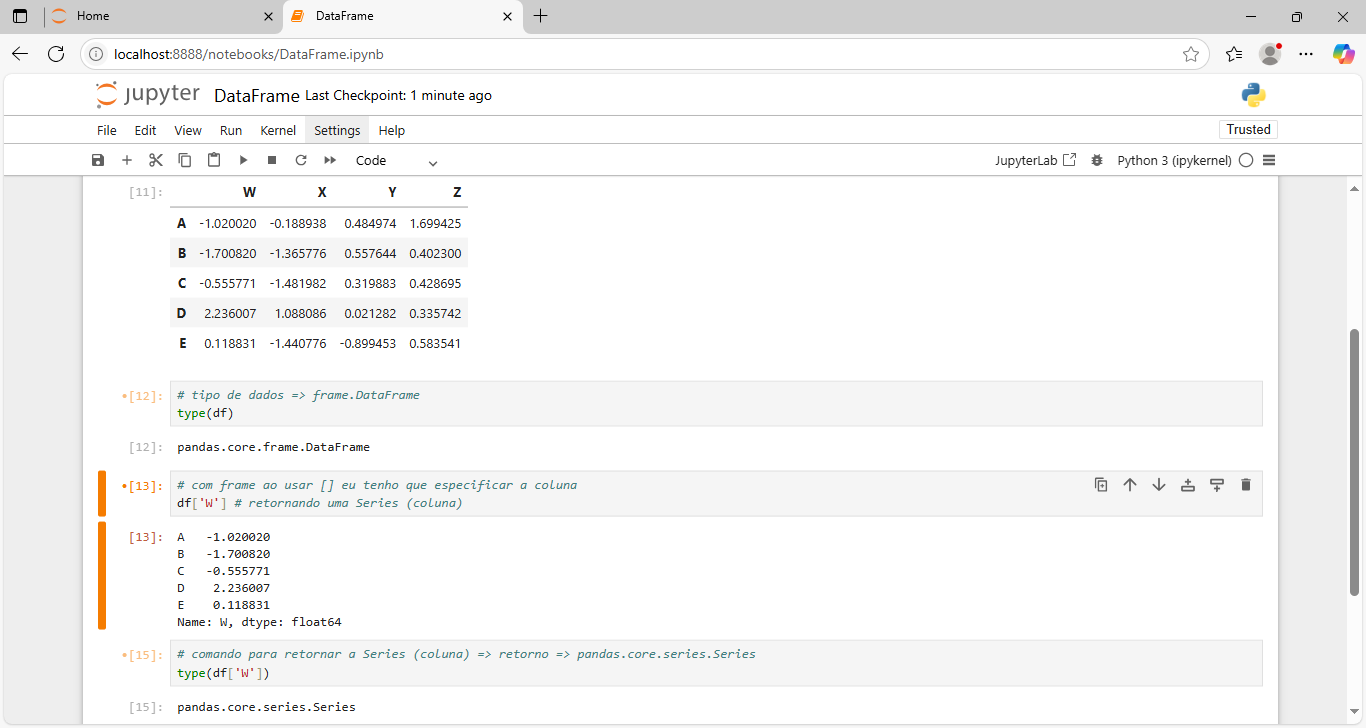 Home
DataFrame
localhost:8888/notebooks/DataFrame.ipynb
jupyter DataFrame Last Checkpoint: 1 minute ago
File Edit View Run Kernel Settings Help
Trusted
Code
JupyterLab
Python 3 (ipykernel)
[11]:
W X Y Z
A -1.020020 -0.188938 0.484974 1.699425
B -1.700820 -1.365776 0.557644 0.402300
C -0.555771 -1.481982 0.319883 0.428695
D 2.236007 1.088086 0.021282 0.335742
E 0.118831 -1.440776 -0.899453 0.583541
•[12]: # tipo de dados => frame.DataFrame
type(df)
[12]: pandas.core.frame.DataFrame
•[13]: # com frame ao usar [] eu tenho que especificar a coluna
df['W'] # retornando uma Series (coluna)
[13]: A -1.020020
B -1.700820
C -0.555771
D 2.236007
E 0.118831
Name: W, dtype: float64
•[15]: # comando para retornar a Series (coluna) => retorno => pandas.core.series.Series
type(df['W'])
[15]: pandas.core.series.Series